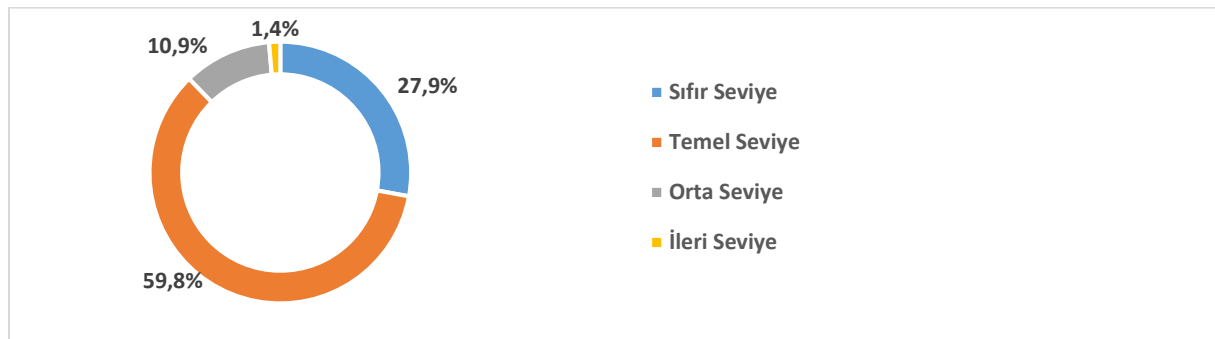 1,4%
10,9%
27,9%
59,8%
Sıfır Seviye
Temel Seviye
Orta Seviye
İleri Seviye